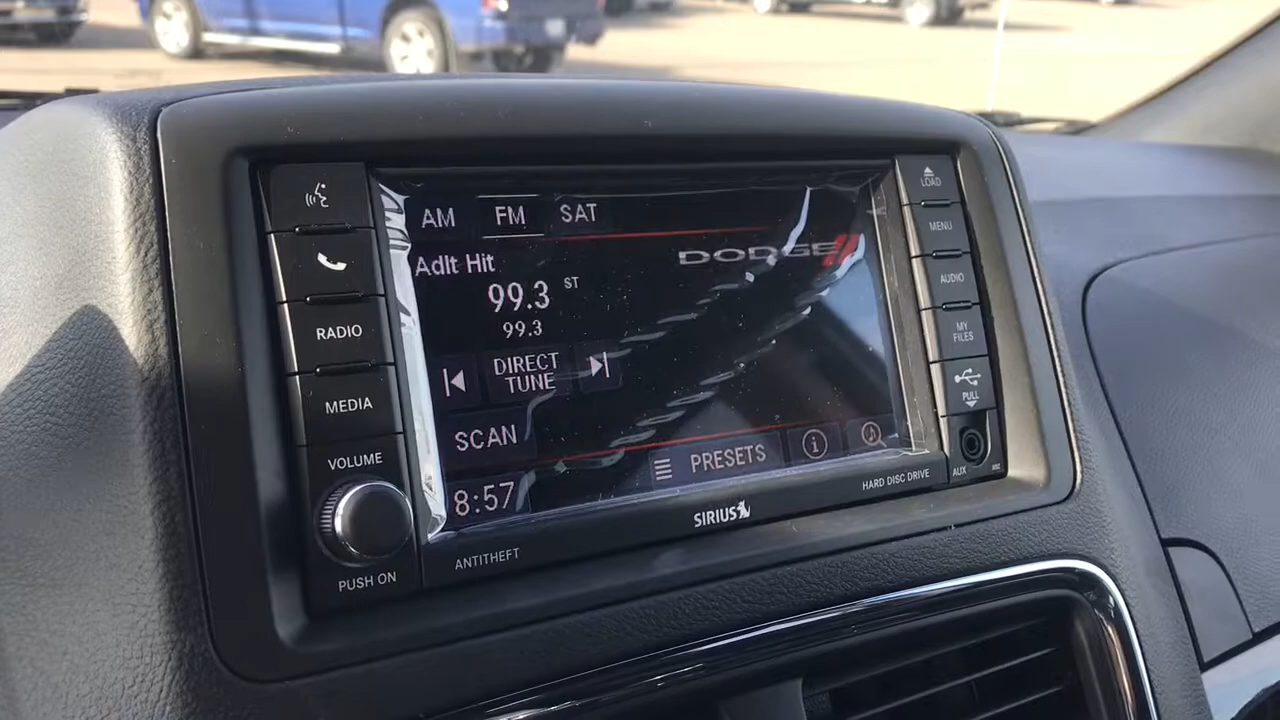 AM FM SAT
DODGE
Adlt Hit
99.3 ST
99.3
DIRECT
TUNE
SCAN
PRESETS
8:57
RADIO
MEDIA
VOLUME
PUSH ON
ANTITHEFT
SIRIUS
HARD DISC DRIVE
LOAD
MENU
AUDIO
MY
FILES
PULL
AUX